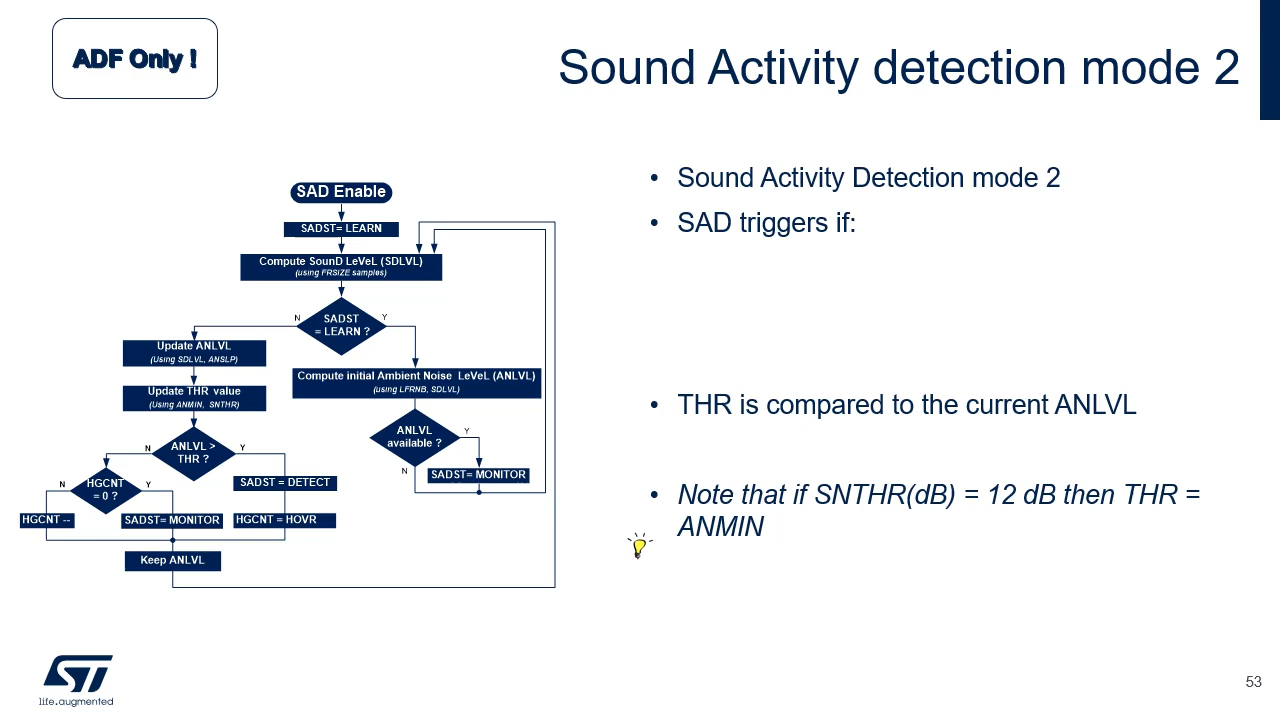 ADF Only !
Sound Activity detection mode 2
SAD Enable
SADST= LEARN
Compute SounD LeVeL (SDLVL)
(using FRSIZE samples)
N
SADST
= LEARN ?
Y
Update ANLVL
(Using SDLVL, ANSLP)
Update THR value
(Using ANMIN, SNTHR)
Compute initial Ambient Noise LeVeL (ANLVL)
(using LFRNB, SDLVL)
N
ANLVL >
THR ?
Y
ANLVL
available ?
Y
N
SADST= MONITOR
N
HGCNT
= 0 ?
Y
SADST = DETECT
HGCNT --
SADST= MONITOR
HGCNT = HOVR
Keep ANLVL
• Sound Activity Detection mode 2
• SAD triggers if:
• THR is compared to the current ANLVL
• Note that if SNTHR(dB) = 12 dB then THR =
ANMIN
ST
life.augmented
53